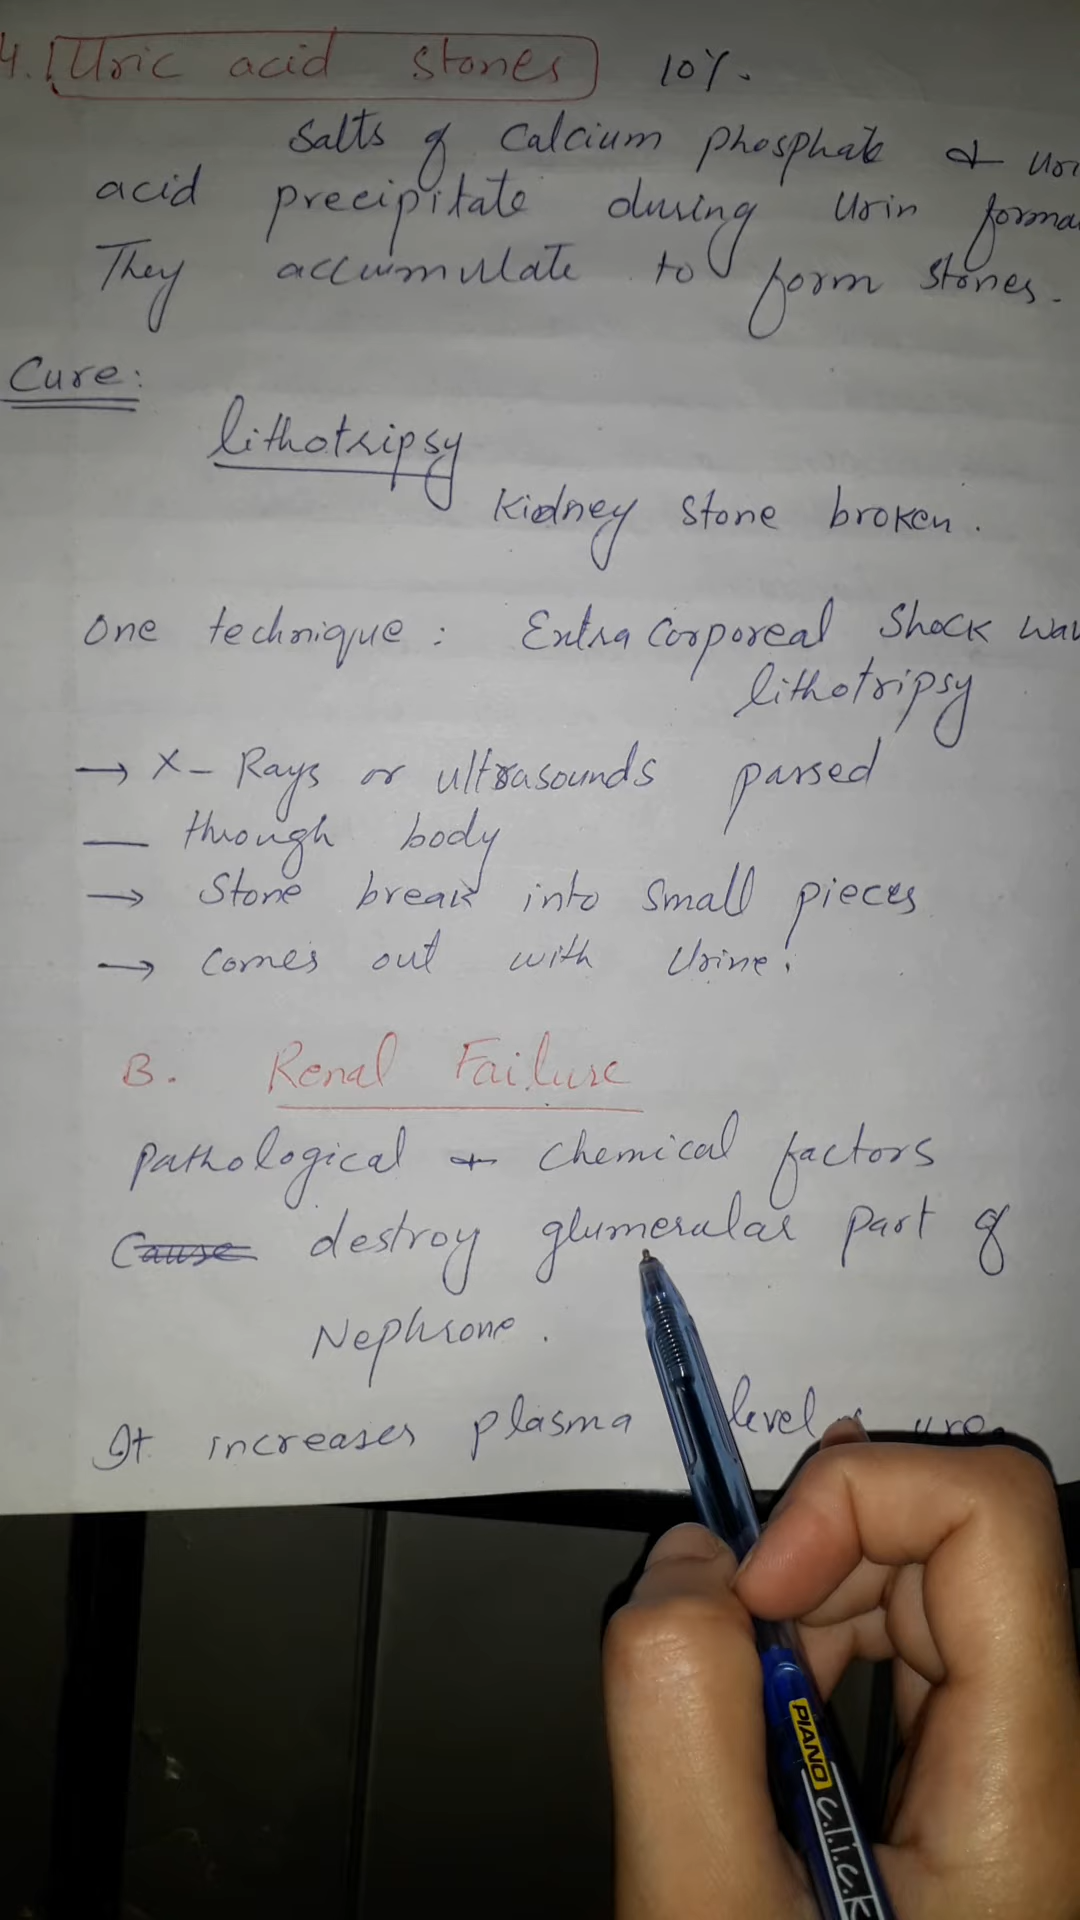 4. Uric acid stones 10%.
Salts of Calcium phosphate & Uri
acid precipitate during Urin forma
They accumulate to form stones.
Cure:
lithotripsy
Kidney stone broken.
One technique: Extra Corporeal Shock wav
lithotripsy
→ X-Rays or ultrasounds passed
— through body
→ Stone break into small pieces
→ comes out with Urine.
B. Renal Failure
Pathological & chemical factors
Cause destroy glumerular part of
Nephrone.
It increases plasma level ure
PIANO
c.l.i.c.k